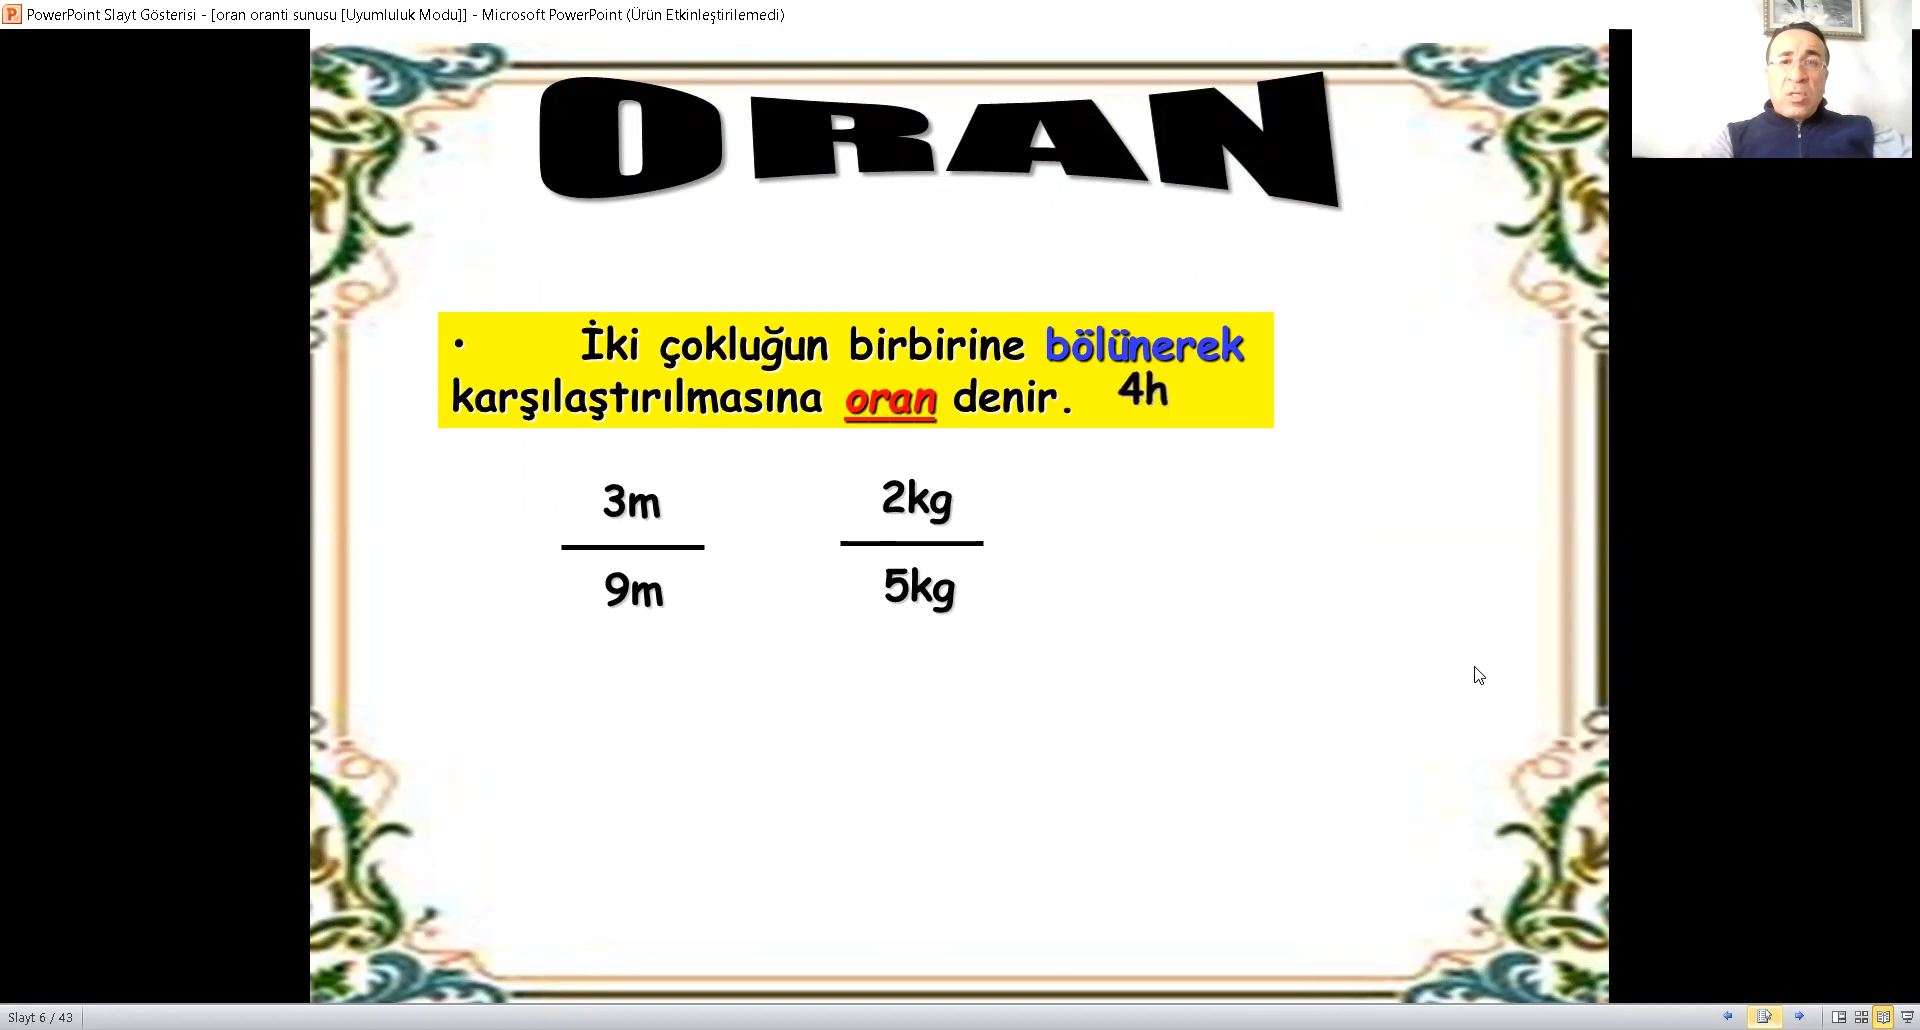 PowerPoint Slayt Gösterisi - [oran oranti sunusu [Uyumluluk Modu]] - Microsoft PowerPoint (Ürün Etkinleştirilemedi)
ORAN
• İki çokluğun birbirine bölünerek
karşılaştırılmasına oran denir. 4h
3m
9m
2kg
5kg
Slayt 6 / 43